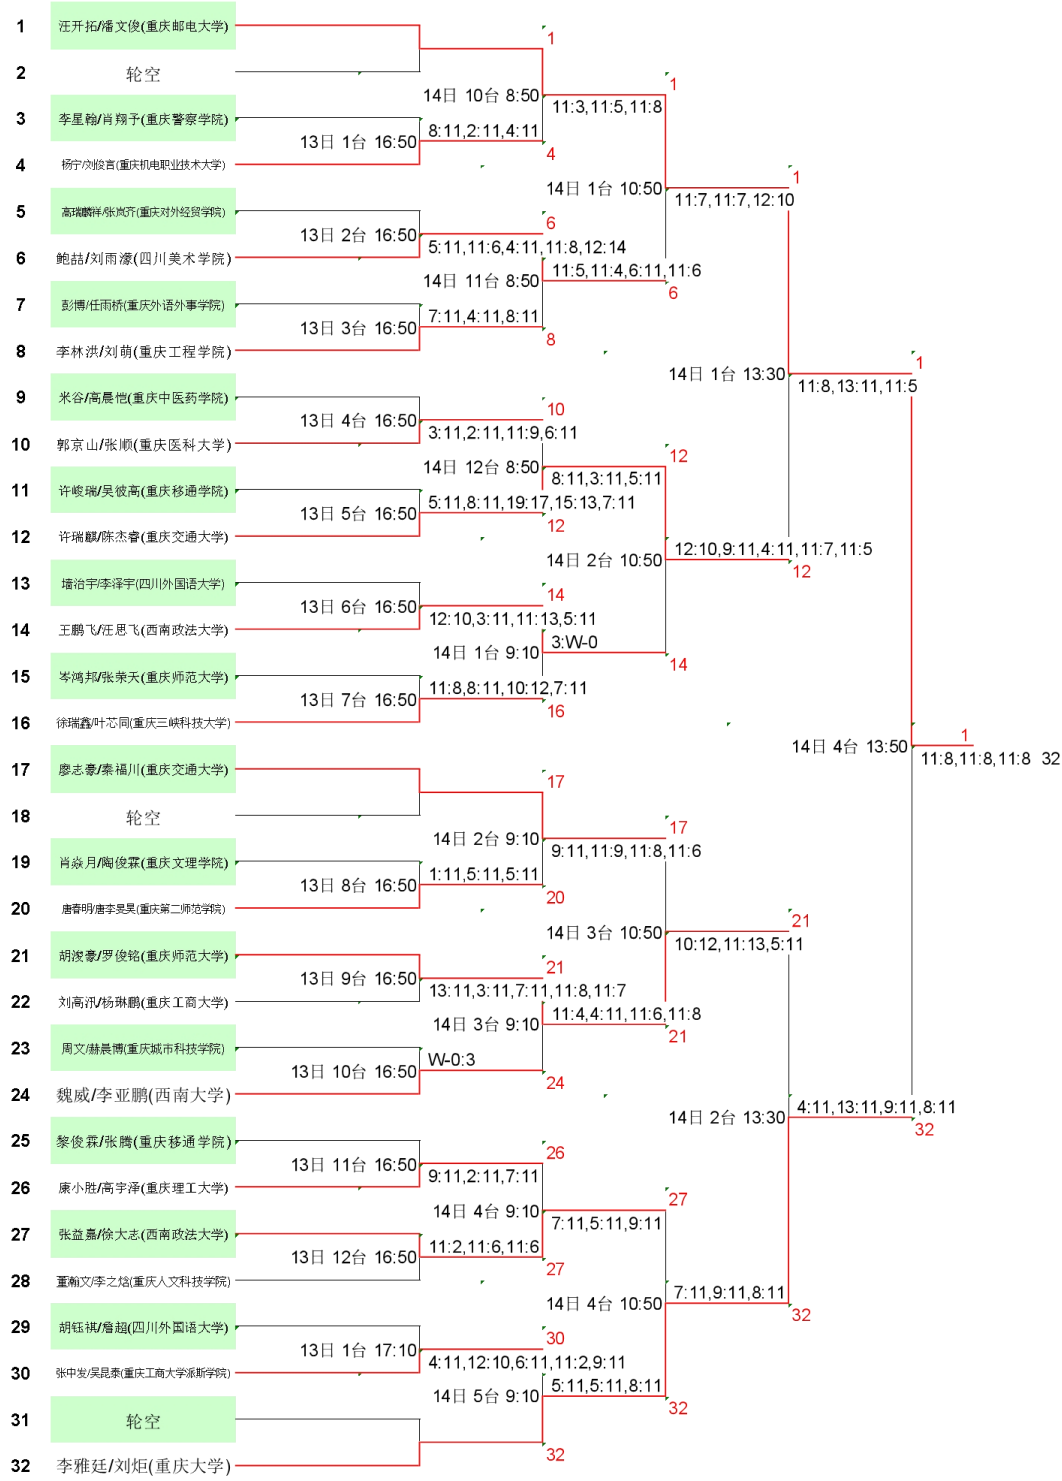 1 汪开拓/潘文俊(重庆邮电大学)
1
2 轮空
1
14日 10台 8:50
11:3,11:5,11:8
3 李星翰/肖翔予(重庆警察学院)
8:11,2:11,4:11
13日 1台 16:50
4
4 杨宁/刘俊言(重庆机电职业技术大学)
1
14日 1台 10:50
11:7,11:7,12:10
5 高瑞麟祥/张岚齐(重庆对外经贸学院)
6
13日 2台 16:50
5:11,11:6,4:11,11:8,12:14
6 鲍喆/刘雨濛(四川美术学院)
11:5,11:4,6:11,11:6
14日 11台 8:50
6
7 彭博/任雨桥(重庆外语外事学院)
7:11,4:11,8:11
13日 3台 16:50
8
8 李林洪/刘萌(重庆工程学院)
1
14日 1台 13:30
11:8,13:11,11:5
9 米谷/高晨恺(重庆中医药学院)
10
13日 4台 16:50
3:11,2:11,11:9,6:11
10 郭京山/张顺(重庆医科大学)
12
14日 12台 8:50
8:11,3:11,5:11
11 许峻瑞/吴彼高(重庆移通学院)
5:11,8:11,19:17,15:13,7:11
13日 5台 16:50
12
12 许瑞麒/陈杰睿(重庆交通大学)
12:10,9:11,4:11,11:7,11:5
14日 2台 10:50
12
13 墙治宇/李泽宇(四川外国语大学)
14
13日 6台 16:50
12:10,3:11,11:13,5:11
14 王鹏飞/汪思飞(西南政法大学)
3:W-0
14日 1台 9:10
14
15 岑鸿邦/张荣天(重庆师范大学)
11:8,8:11,10:12,7:11
13日 7台 16:50
16
16 徐瑞鑫/叶芯同(重庆三峡科技大学)
1
14日 4台 13:50
11:8,11:8,11:8 32
17 廖志豪/秦福川(重庆交通大学)
17
18 轮空
17
14日 2台 9:10
9:11,11:9,11:8,11:6
19 肖焱月/陶俊霖(重庆文理学院)
1:11,5:11,5:11
13日 8台 16:50
20
20 唐春明/唐李旻昊(重庆第二师范学院)
21
14日 3台 10:50
10:12,11:13,5:11
21 胡浚豪/罗俊铭(重庆师范大学)
21
13日 9台 16:50
13:11,3:11,7:11,11:8,11:7
22 刘高汛/杨琳鹏(重庆工商大学)
11:4,4:11,11:6,11:8
14日 3台 9:10
21
23 周文/赫晨博(重庆城市科技学院)
W-0:3
13日 10台 16:50
24
24 魏威/李亚鹏(西南大学)
4:11,13:11,9:11,8:11
14日 2台 13:30
32
25 黎俊霖/张腾(重庆移通学院)
26
13日 11台 16:50
9:11,2:11,7:11
26 康小胜/高宇泽(重庆理工大学)
27
14日 4台 9:10
7:11,5:11,9:11
27 张益嘉/徐大志(西南政法大学)
11:2,11:6,11:6
13日 12台 16:50
27
28 董翰文/李之焓(重庆人文科技学院)
7:11,9:11,8:11
14日 4台 10:50
32
29 胡钰祺/詹超(四川外国语大学)
30
13日 1台 17:10
4:11,12:10,6:11,11:2,9:11
30 张中发/吴昆泰(重庆工商大学派斯学院)
5:11,5:11,8:11
14日 5台 9:10
32
31 轮空
32
32 李雅廷/刘炬(重庆大学)